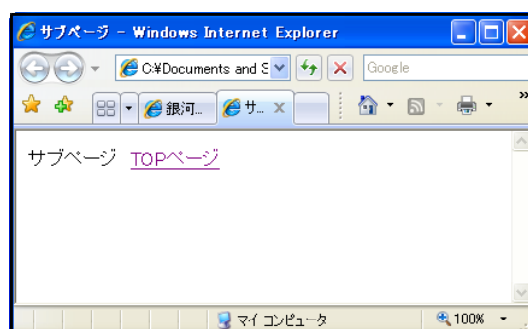 サブページ - Windows Internet Explorer
C:¥Documents and S
Google
銀河... サ...
»
サブページ TOPページ
マイ コンピュータ 100%